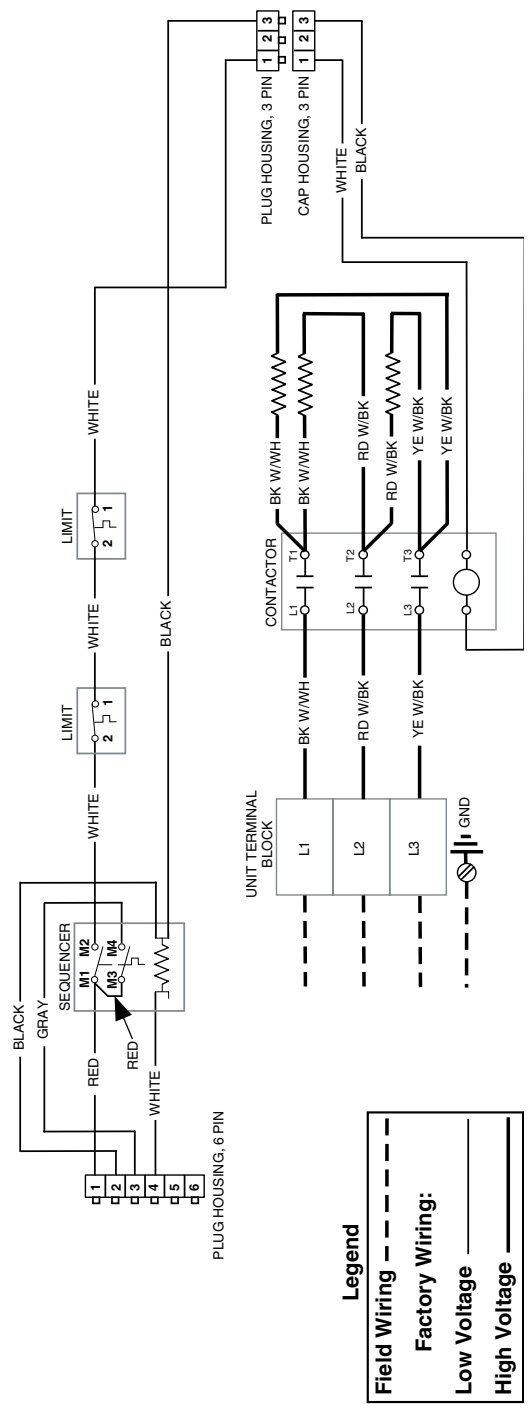 BLACK
GRAY
SEQUENCER
M1 M2
M3 M4
RED
RED
WHITE
WHITE
LIMIT
2 1
WHITE
LIMIT
2 1
WHITE
BLACK
1
2
3
4
5
6
PLUG HOUSING, 6 PIN
1 2 3
PLUG HOUSING, 3 PIN
1 2 3
CAP HOUSING, 3 PIN
WHITE
BLACK
UNIT TERMINAL
BLOCK
L1
L2
L3
GND
BK W/WH
RD W/BK
YE W/BK
CONTACTOR
L1 T1
L2 T2
L3 T3
BK W/WH
BK W/WH
RD W/BK
RD W/BK
YE W/BK
YE W/BK
Legend
Field Wiring
Factory Wiring:
Low Voltage
High Voltage